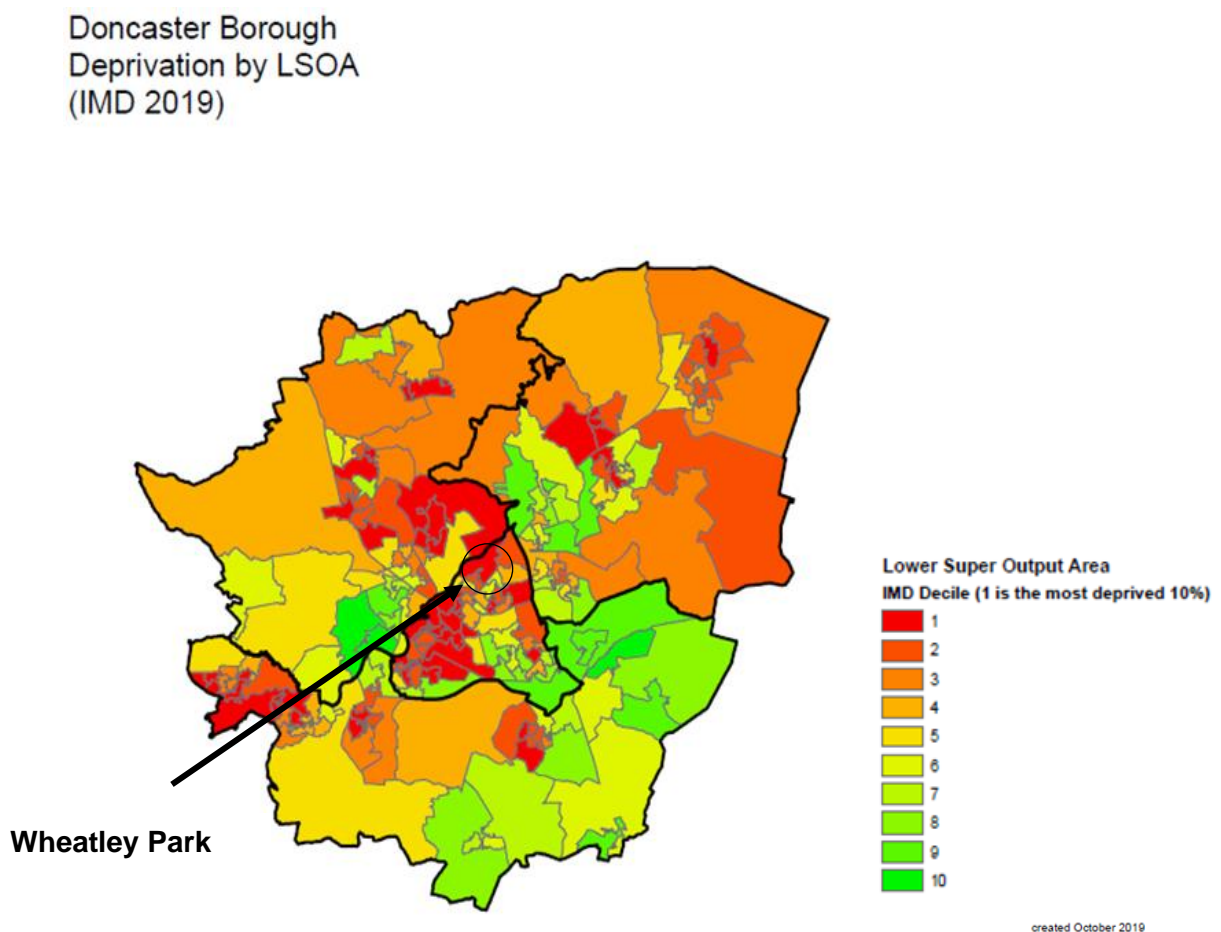 Doncaster Borough
Deprivation by LSOA
(IMD 2019)
Wheatley Park
Lower Super Output Area
IMD Decile (1 is the most deprived 10%)
1
2
3
4
5
6
7
8
9
10
created October 2019